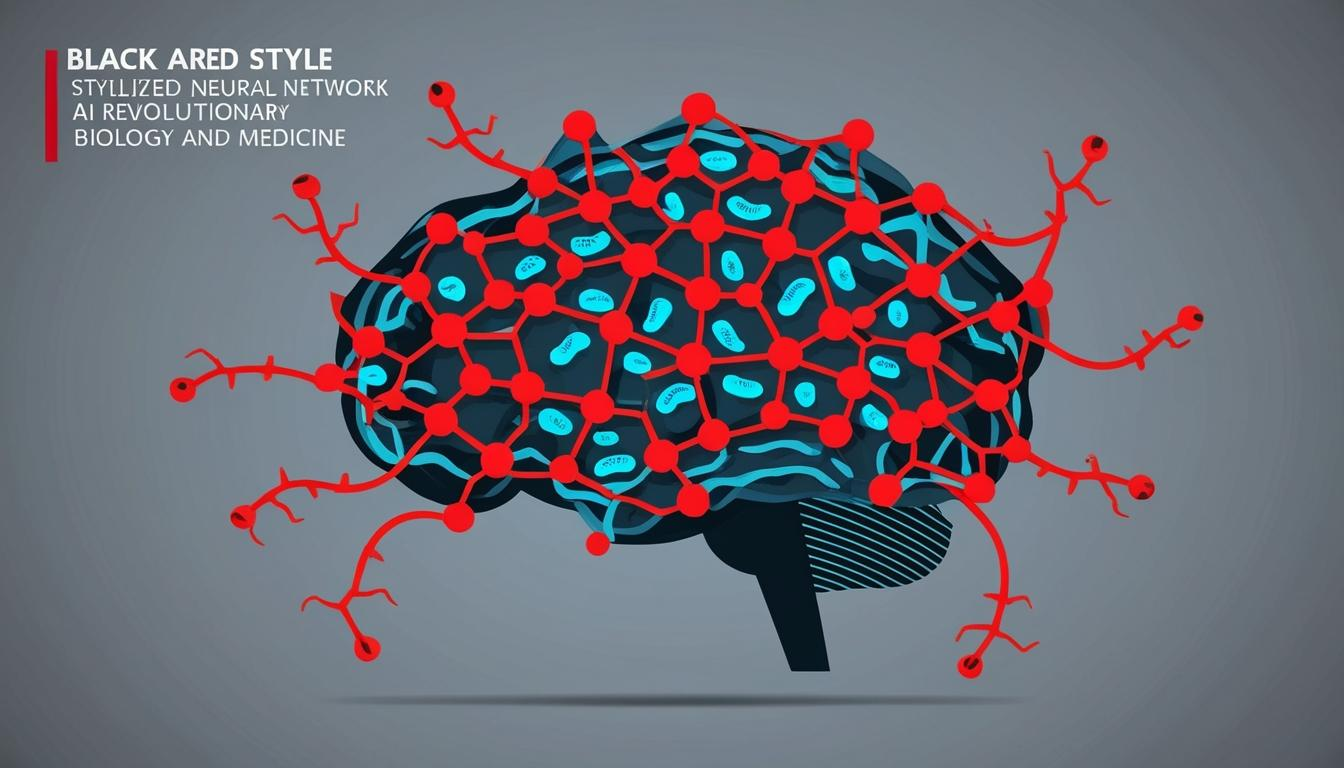 BLACK ARED STYLE
STYLLIZED NEURAL NETWORK
AI REVOLUTIONARY
BIOLOGY AND MEDICINE